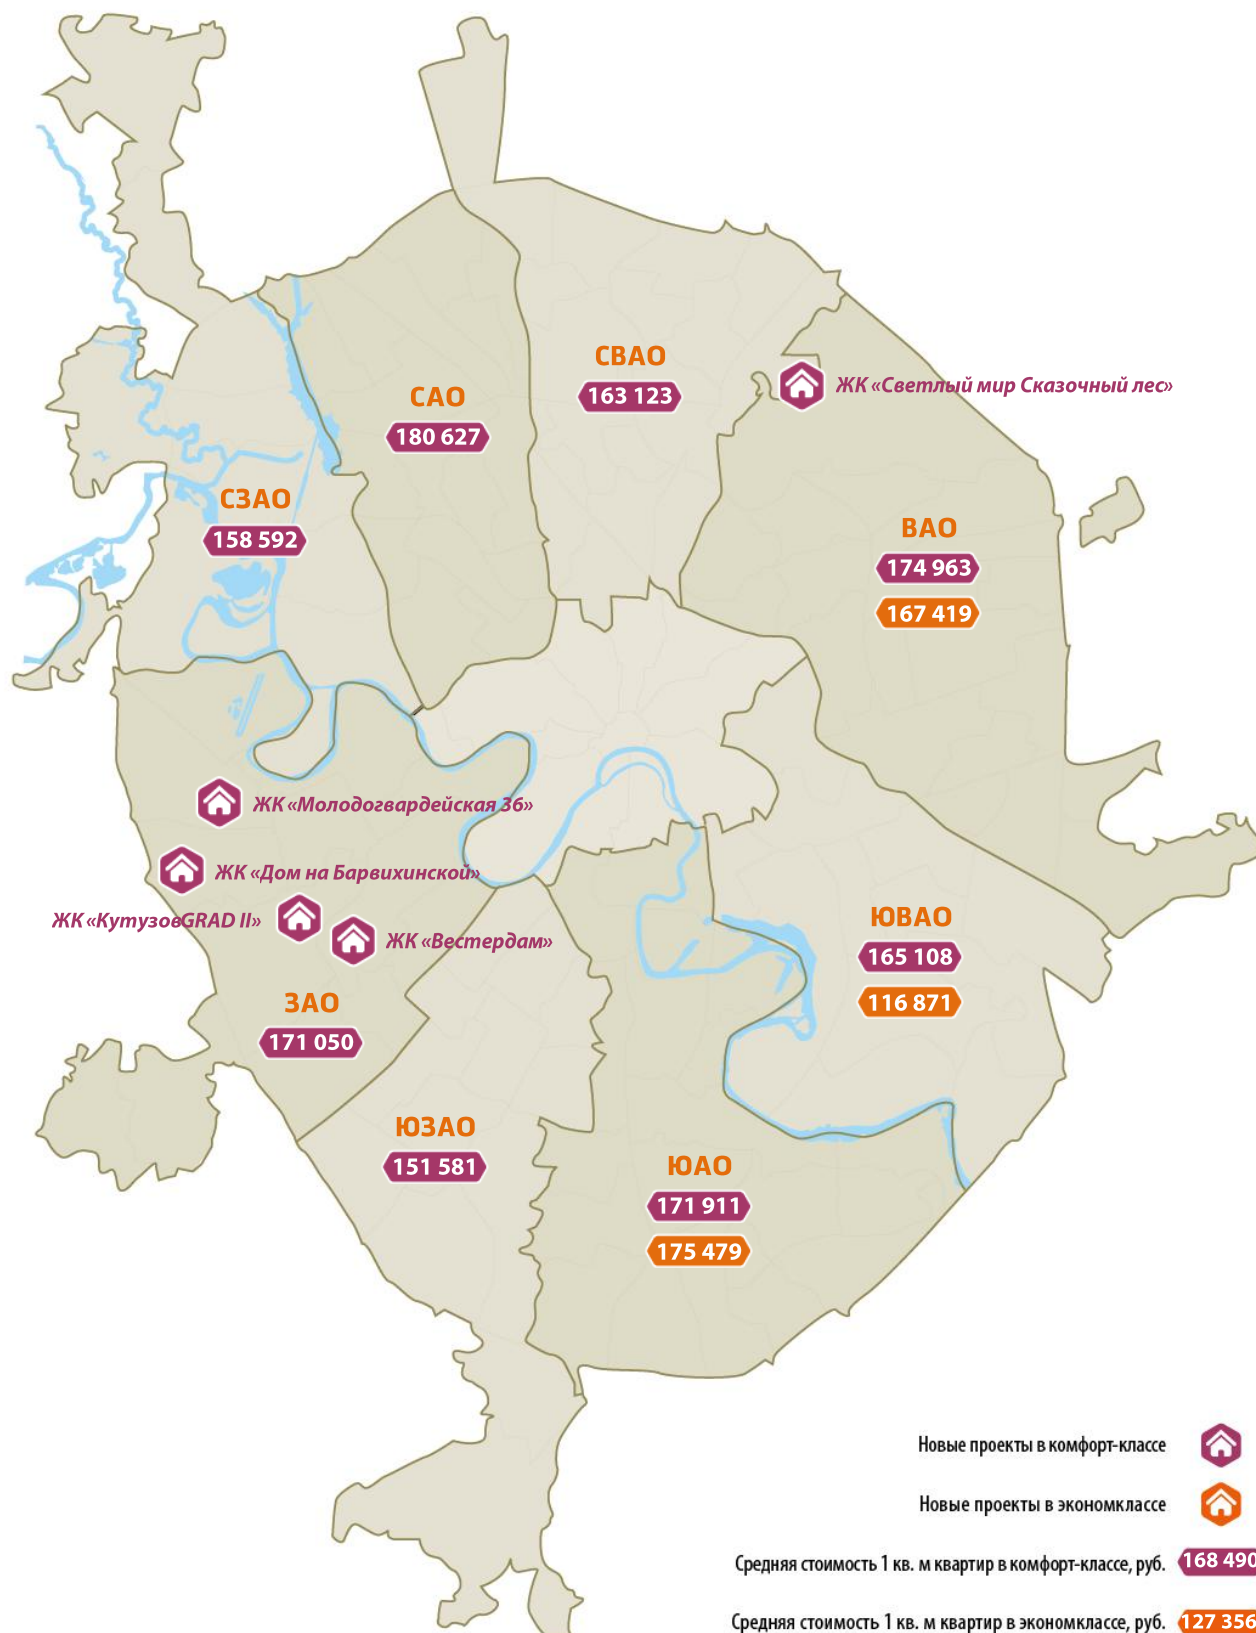 СВАО
163 123
ЖК «Светлый мир Сказочный лес»
САО
180 627
СЗАО
158 592
ВАО
174 963
167 419
ЖК «Молодогвардейская 36»
ЖК «Дом на Барвихинской»
ЖК «КутузовGRAD II»
ЖК «Вестердам»
ЮВАО
165 108
116 871
ЗАО
171 050
ЮЗАО
151 581
ЮАО
171 911
175 479
Новые проекты в комфорт-классе
Новые проекты в экономклассе
Средняя стоимость 1 кв. м квартир в комфорт-классе, руб. 168 490
Средняя стоимость 1 кв. м квартир в экономклассе, руб. 127 356